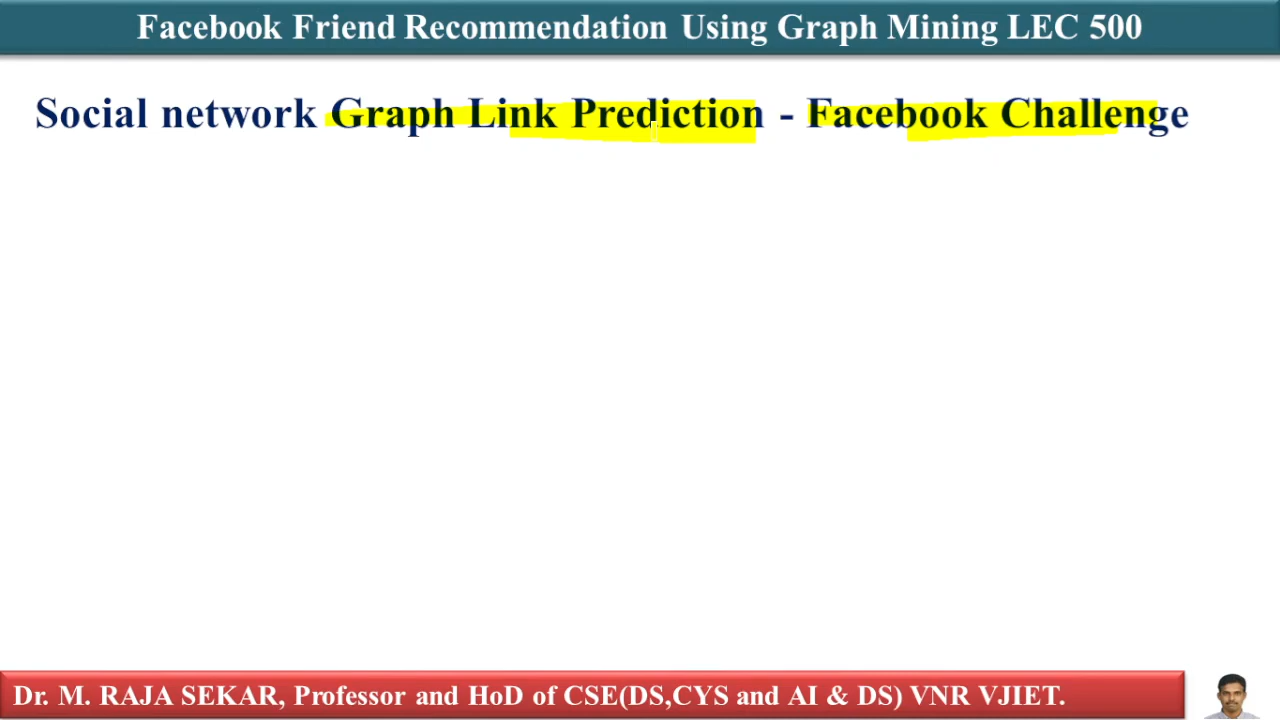 Facebook Friend Recommendation Using Graph Mining LEC 500
Social network Graph Link Prediction - Facebook Challenge
Dr. M. RAJA SEKAR, Professor and HoD of CSE(DS,CYS and AI & DS) VNR VJIET.